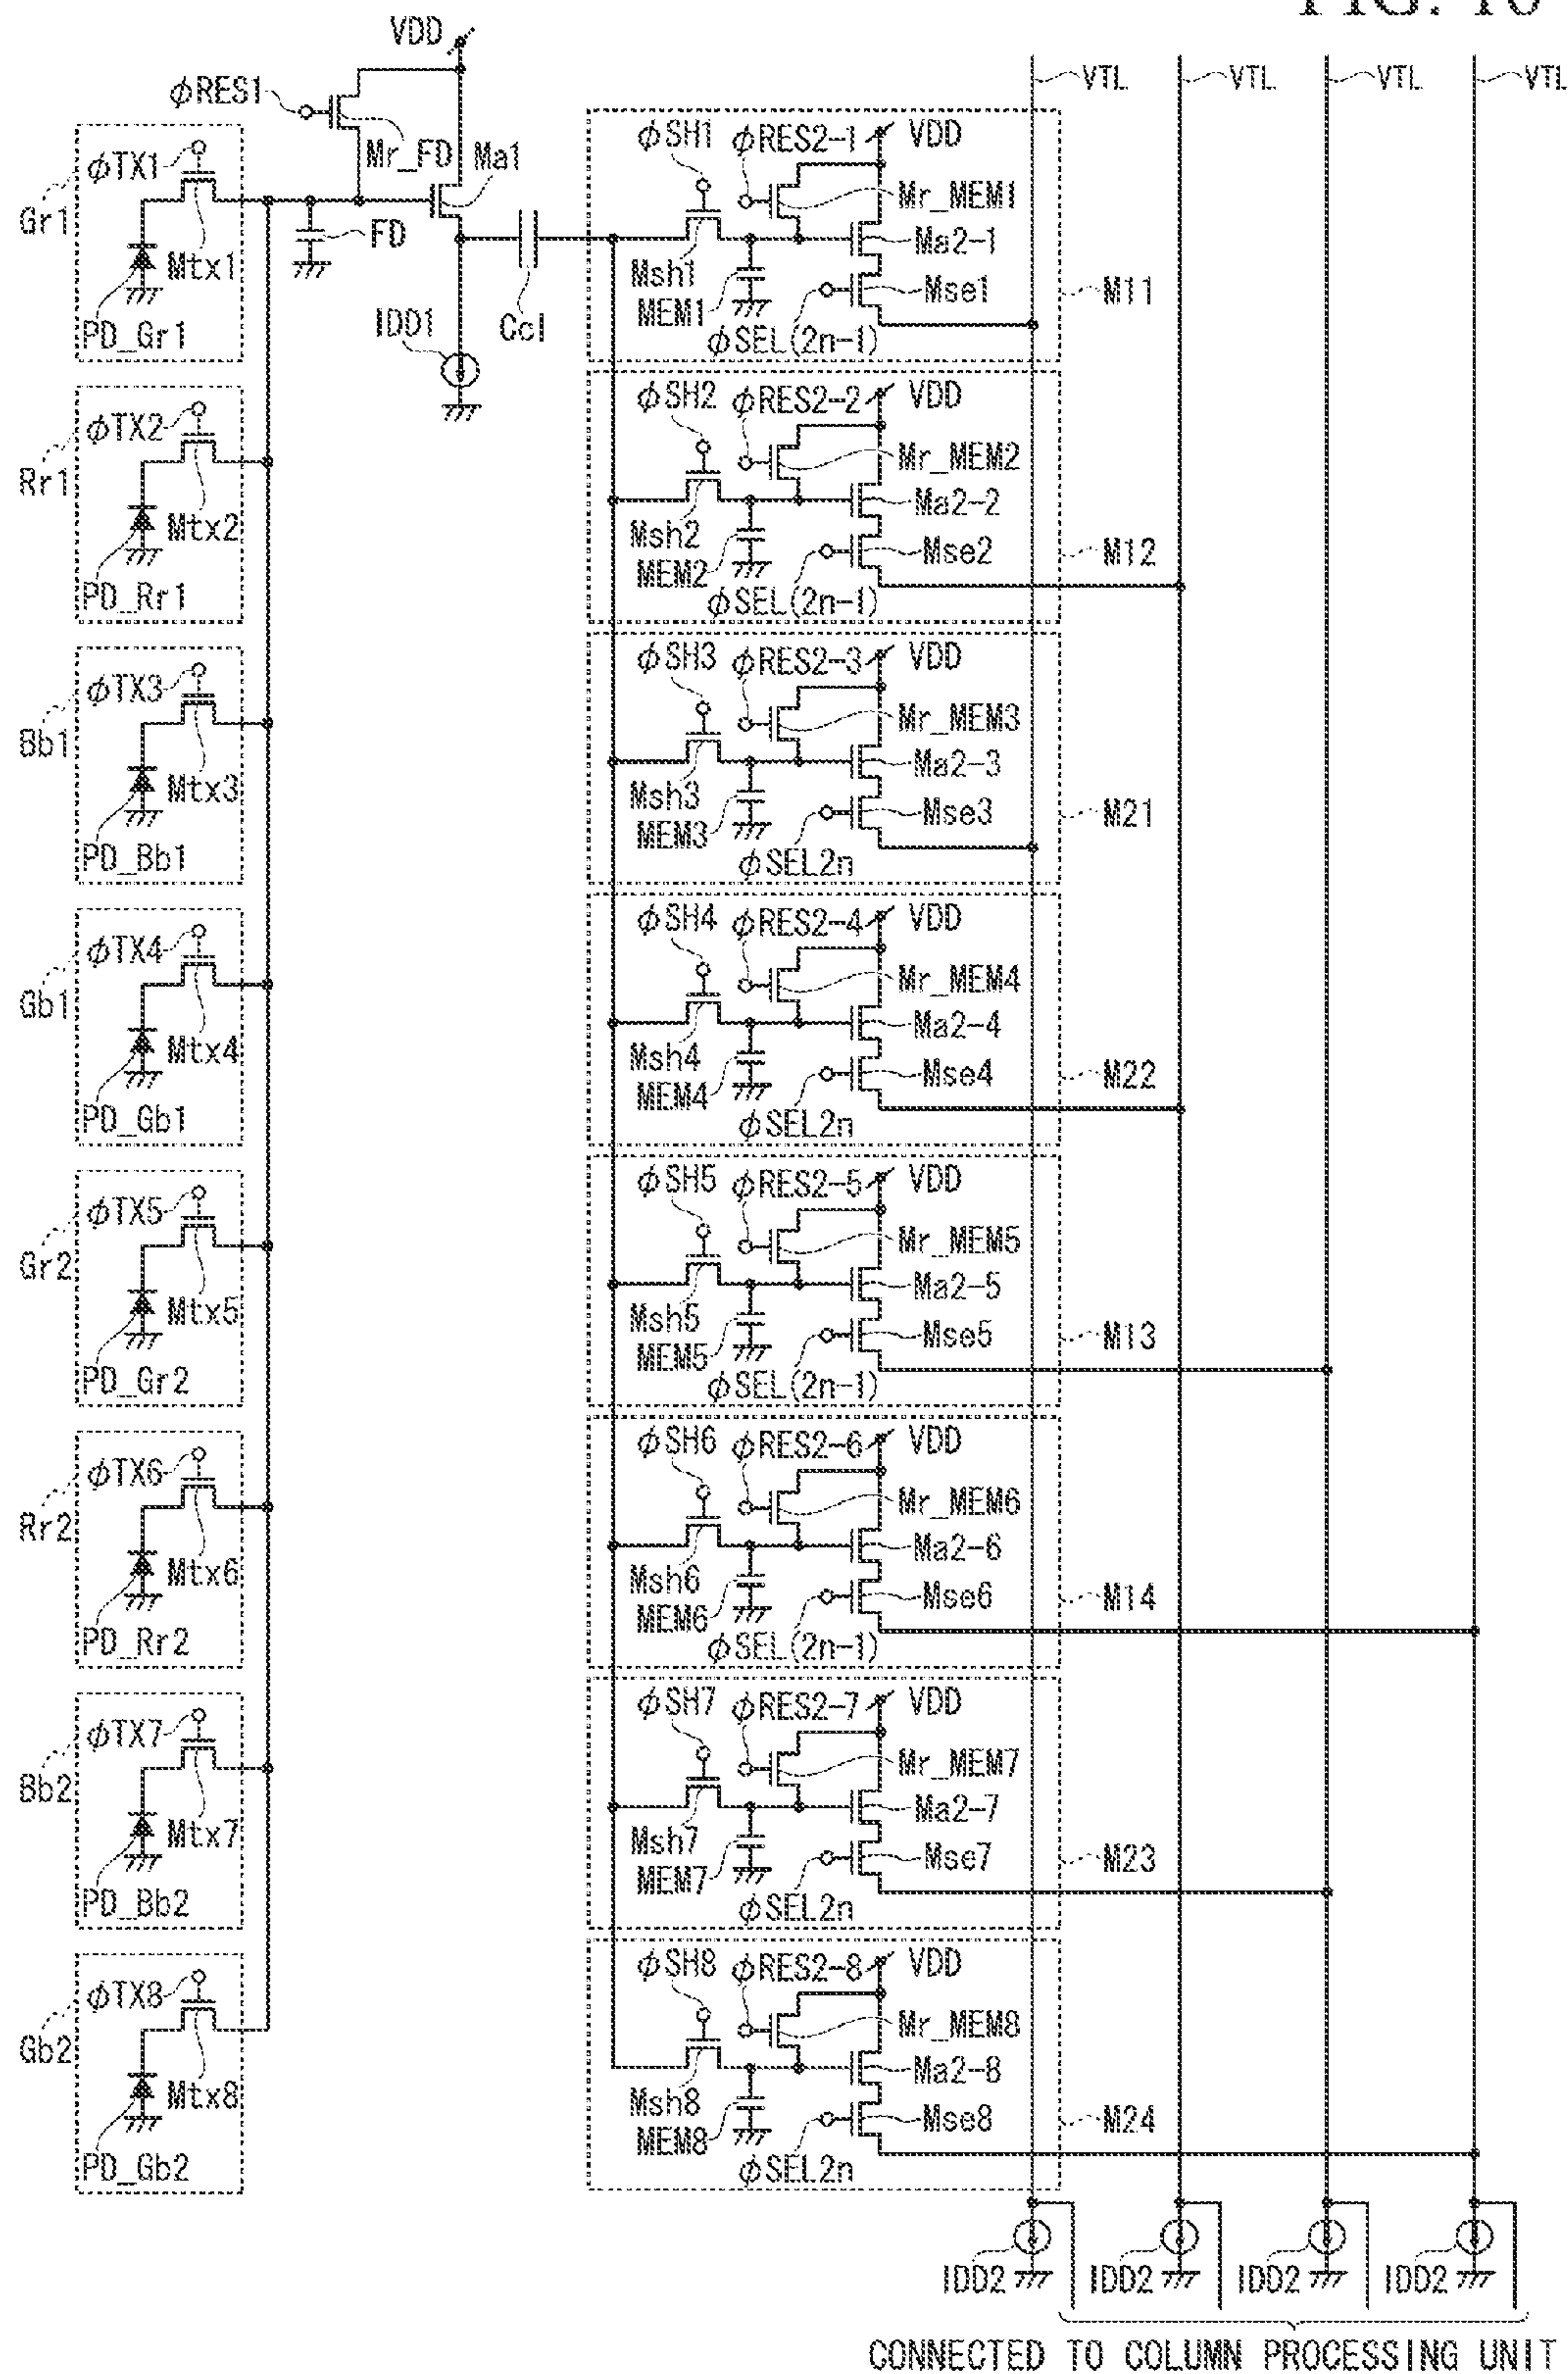 VDD
φRES1
Mr_FD
Ma1
FD
IDD1
Ccl
VTL
VTL
VTL
VTL
Gr1
φTX1
Mtx1
PD_Gr1
Rr1
φTX2
Mtx2
PD_Rr1
Bb1
φTX3
Mtx3
PD_Bb1
Gb1
φTX4
Mtx4
PD_Gb1
Gr2
φTX5
Mtx5
PD_Gr2
Rr2
φTX6
Mtx6
PD_Rr2
Bb2
φTX7
Mtx7
PD_Bb2
Gb2
φTX8
Mtx8
PD_Gb2
φSH1
φRES2-1
VDD
Mr_MEM1
Ma2-1
Msh1
MEM1
Mse1
M11
φSEL(2n-1)
φSH2
φRES2-2
VDD
Mr_MEM2
Ma2-2
Msh2
MEM2
Mse2
M12
φSEL(2n-1)
φSH3
φRES2-3
VDD
Mr_MEM3
Ma2-3
Msh3
MEM3
Mse3
M21
φSEL2n
φSH4
φRES2-4
VDD
Mr_MEM4
Ma2-4
Msh4
MEM4
Mse4
M22
φSEL2n
φSH5
φRES2-5
VDD
Mr_MEM5
Ma2-5
Msh5
MEM5
Mse5
M13
φSEL(2n-1)
φSH6
φRES2-6
VDD
Mr_MEM6
Ma2-6
Msh6
MEM6
Mse6
M14
φSEL(2n-1)
φSH7
φRES2-7
VDD
Mr_MEM7
Ma2-7
Msh7
MEM7
Mse7
M23
φSEL2n
φSH8
φRES2-8
VDD
Mr_MEM8
Ma2-8
Msh8
MEM8
Mse8
M24
φSEL2n
IDD2
IDD2
IDD2
IDD2
CONNECTED TO COLUMN PROCESSING UNIT